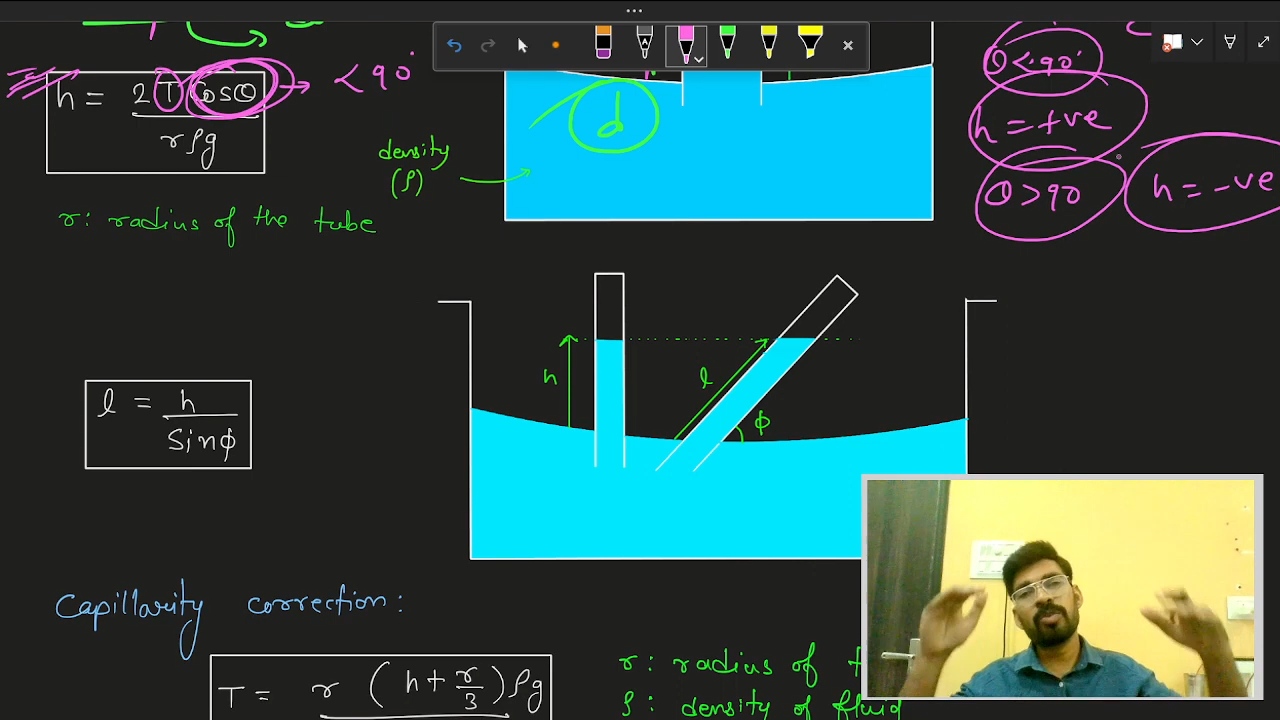 h = 2 T cosθ / rρg
< 90°
density
(ρ)
d
θ < 90°
h = +ve
θ > 90
h = -ve
r: radius of the tube
h
l
ϕ
l = h / sinϕ
Capillarity correction:
T = r (h + r/3) ρg
r: radius of
ρ: density of fluid